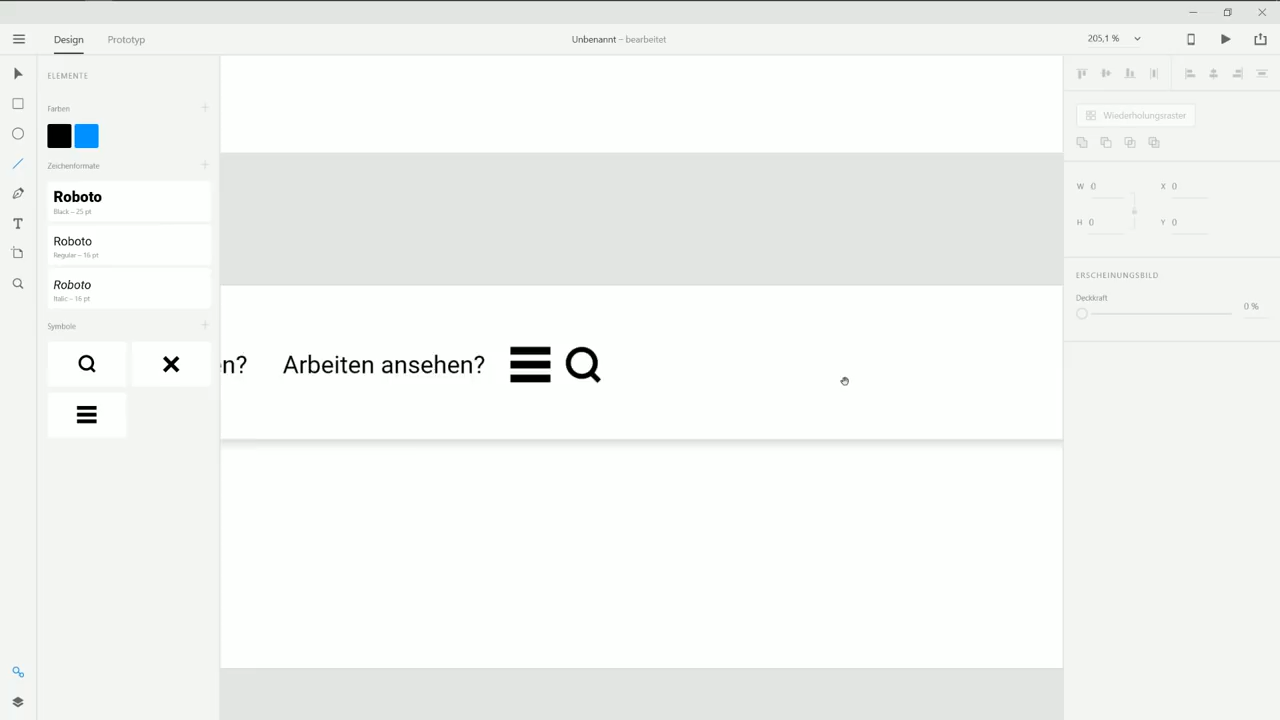 Design
Prototyp
Unbenannt – bearbeitet
205,1 %
ELEMENTE
Farben
Zeichenformate
Roboto
Black – 25 pt
Roboto
Regular – 16 pt
Roboto
Italic – 16 pt
Symbole
n?
Arbeiten ansehen?
Wiederholungsraster
W 0
X 0
H 0
Y 0
ERSCHEINUNGSBILD
Deckkraft
0 %